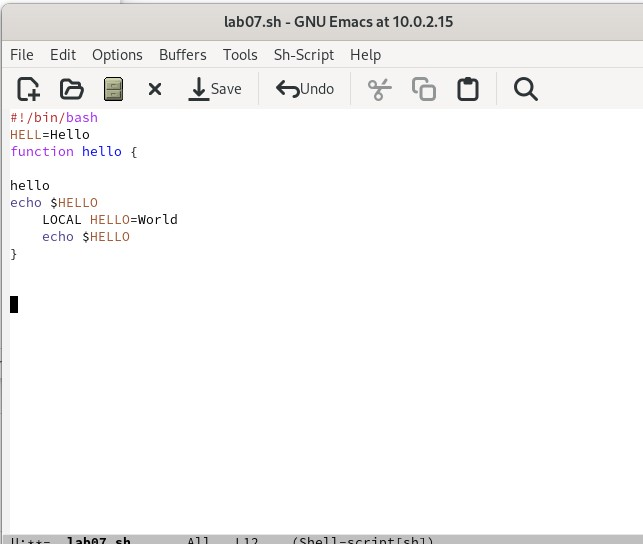 lab07.sh - GNU Emacs at 10.0.2.15
File Edit Options Buffers Tools Sh-Script Help
Save Undo
#!/bin/bash
HELL=Hello
function hello {
hello
echo $HELLO
LOCAL HELLO=World
echo $HELLO
}
U:**- lab07.sh All L12 (Shell-script[sh])